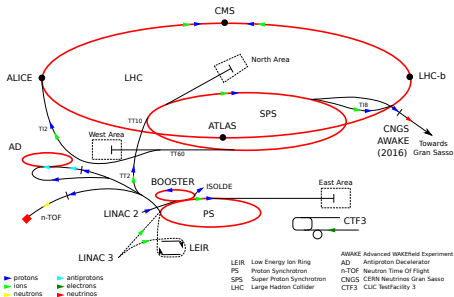 CMS
North Area
ALICE
LHC
LHC-b
TT10
SPS
TI8
TI2
West Area
ATLAS
CNGS
AWAKE
(2016)
Towards
Gran Sasso
AD
TT60
TT2
BOOSTER
ISOLDE
East Area
n-TOF
LINAC 2
PS
CTF3
LINAC 3
LEIR
protons
ions
neutrons
antiprotons
electrons
neutrinos
LEIR Low Energy Ion Ring
PS Proton Synchrotron
SPS Super Proton Synchrotron
LHC Large Hadron Collider
AWAKE Advanced WAKEfield Experiment
AD Antiproton Decelerator
n-TOF Neutron Time Of Flight
CNGS CERN Neutrinos Gran Sasso
CTF3 CLIC TestFacility 3